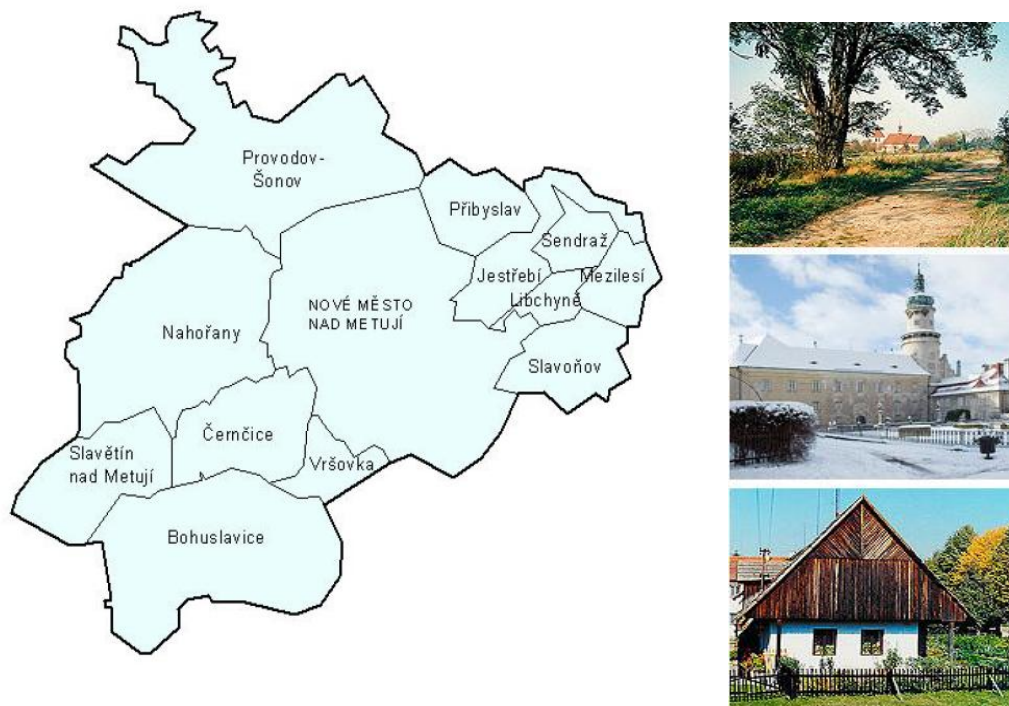 Provodov-
Šonov
Přibyslav
Sendraž
Jestřebí
Mezilesí
Libchyně
NOVÉ MĚSTO
NAD METUJÍ
Nahořany
Slavoňov
Černčice
Slavětín
nad Metují
Vršovka
Bohuslavice